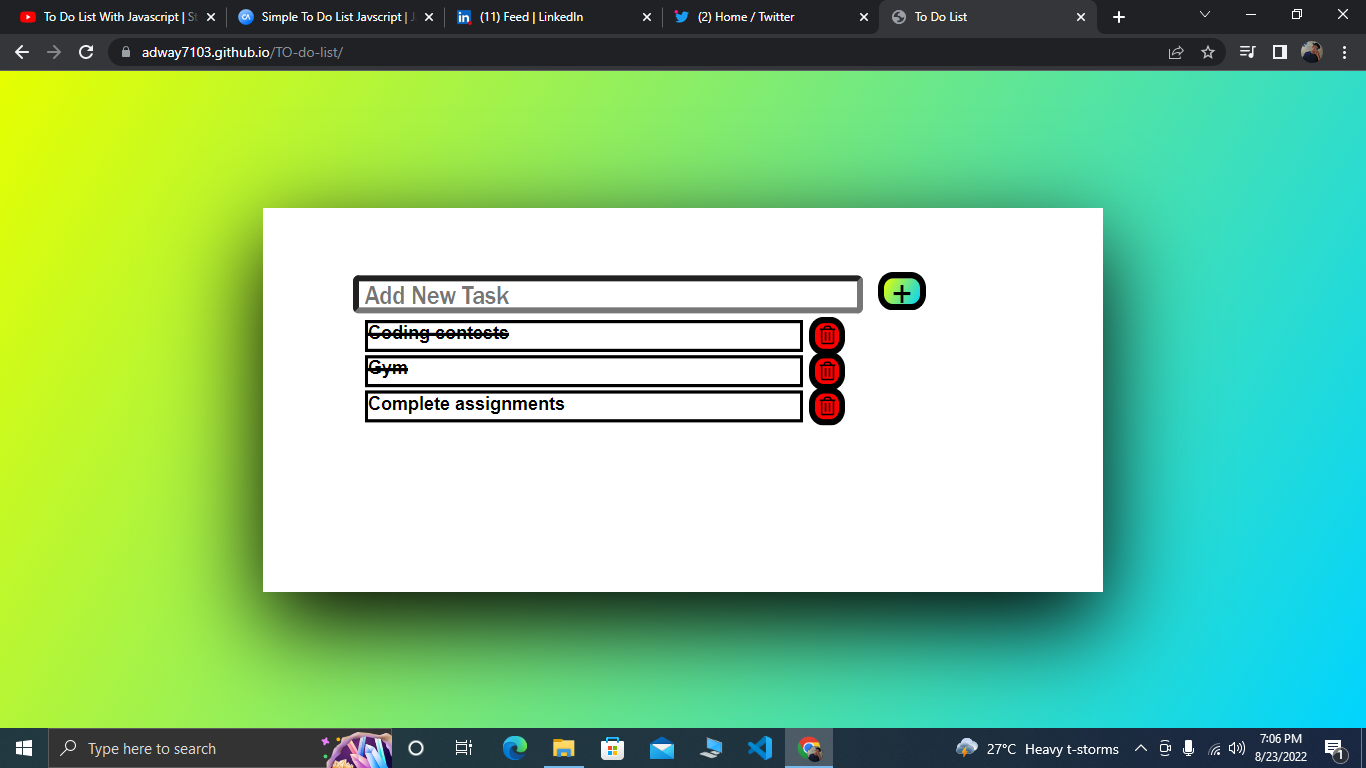 To Do List With Javascript | St
Simple To Do List Javscript | J
(11) Feed | LinkedIn
(2) Home / Twitter
To Do List
adway7103.github.io/TO-do-list/
Add New Task
+
Coding contests
Gym
Complete assignments
Type here to search
27°C Heavy t-storms
7:06 PM
8/23/2022
1